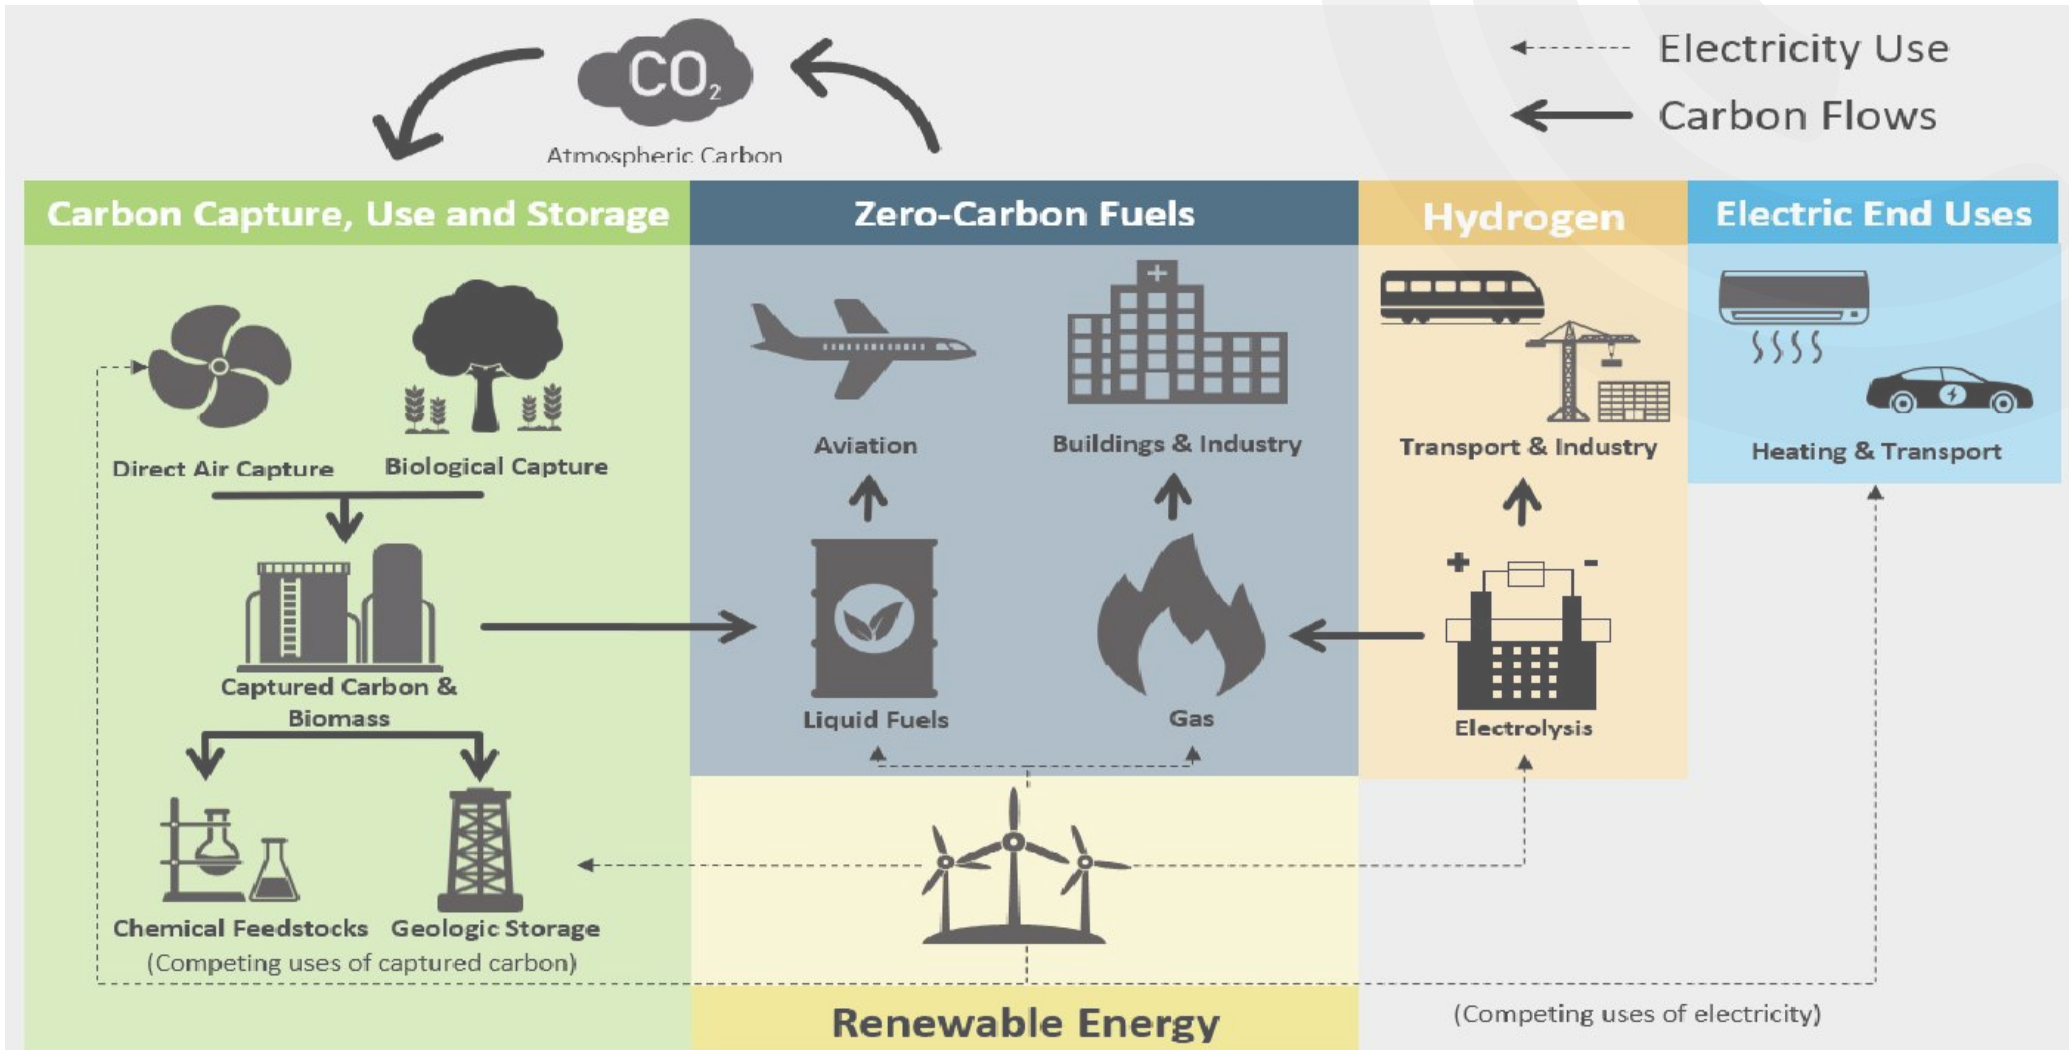 Electricity Use
Carbon Flows
CO2
Atmospheric Carbon
Carbon Capture, Use and Storage
Zero-Carbon Fuels
Hydrogen
Electric End Uses
Direct Air Capture
Biological Capture
Aviation
Buildings & Industry
Transport & Industry
Heating & Transport
+
-
Captured Carbon &
Biomass
Liquid Fuels
Gas
Electrolysis
Chemical Feedstocks
Geologic Storage
(Competing uses of captured carbon)
Renewable Energy
(Competing uses of electricity)